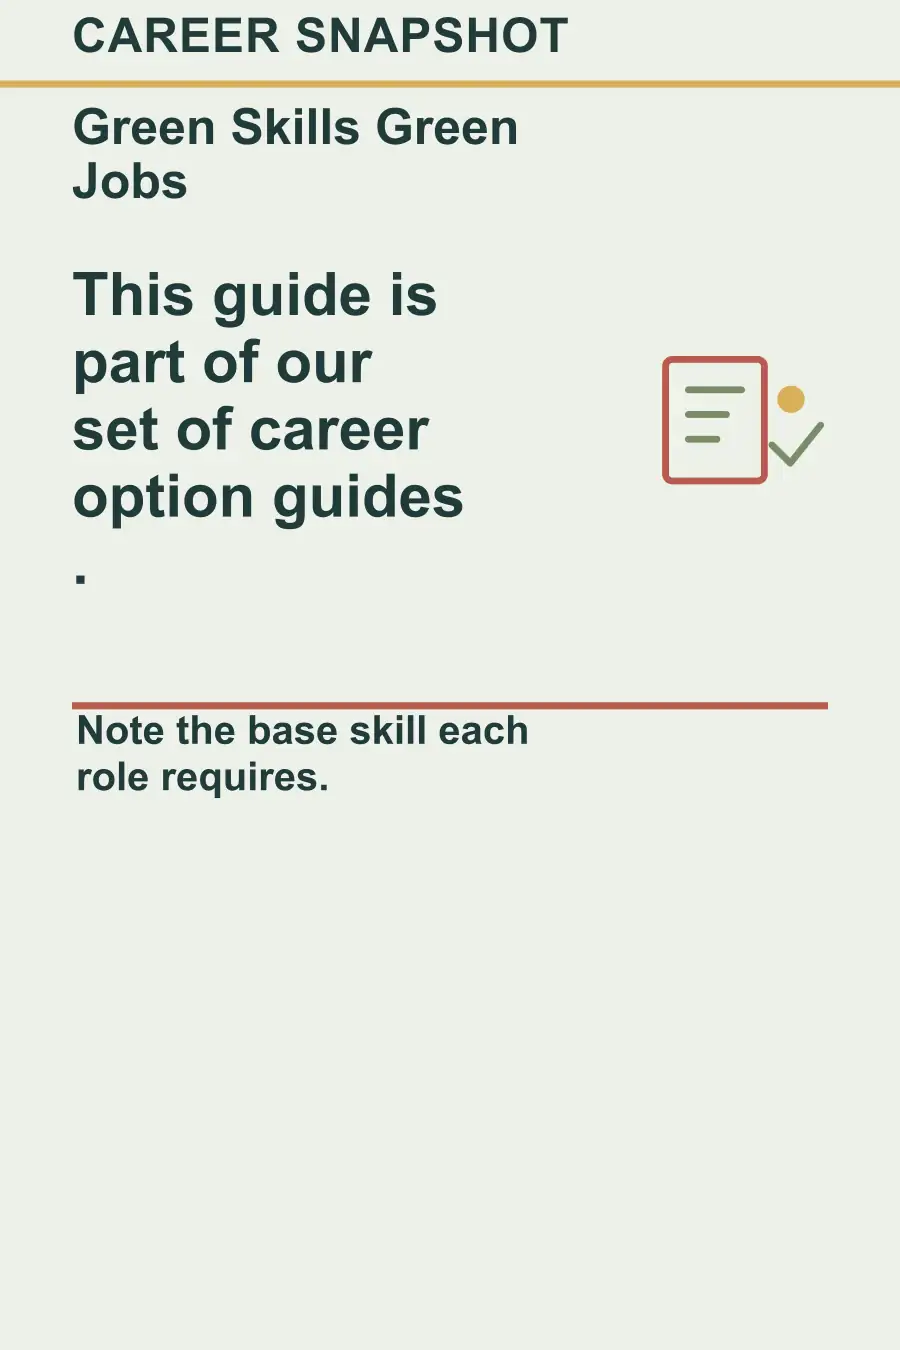 CAREER SNAPSHOT
Green Skills Green
Jobs
This guide is
part of our
set of career
option guides
.
Note the base skill each
role requires.